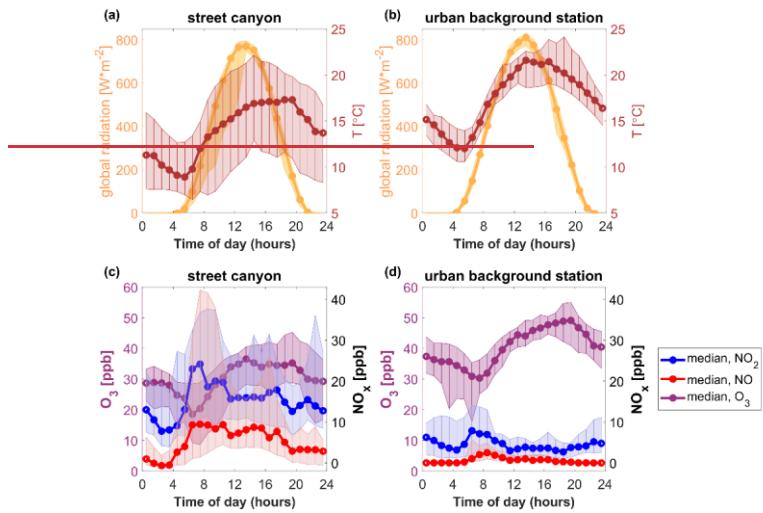 (a) street canyon
(b) urban background station
800
600
400
200
0
global radiation [W*m-2]
25
20
15
10
5
T [°C]
0 4 8 12 16 20 24
Time of day (hours)
800
600
400
200
0
global radiation [W*m-2]
25
20
15
10
5
T [°C]
0 4 8 12 16 20 24
Time of day (hours)
(c) street canyon
(d) urban background station
60
50
40
30
20
10
0
O3 [ppb]
40
30
20
10
0
NOx [ppb]
0 4 8 12 16 20 24
Time of day (hours)
60
50
40
30
20
10
0
O3 [ppb]
40
30
20
10
0
NOx [ppb]
0 4 8 12 16 20 24
Time of day (hours)
median, NO2
median, NO
median, O3